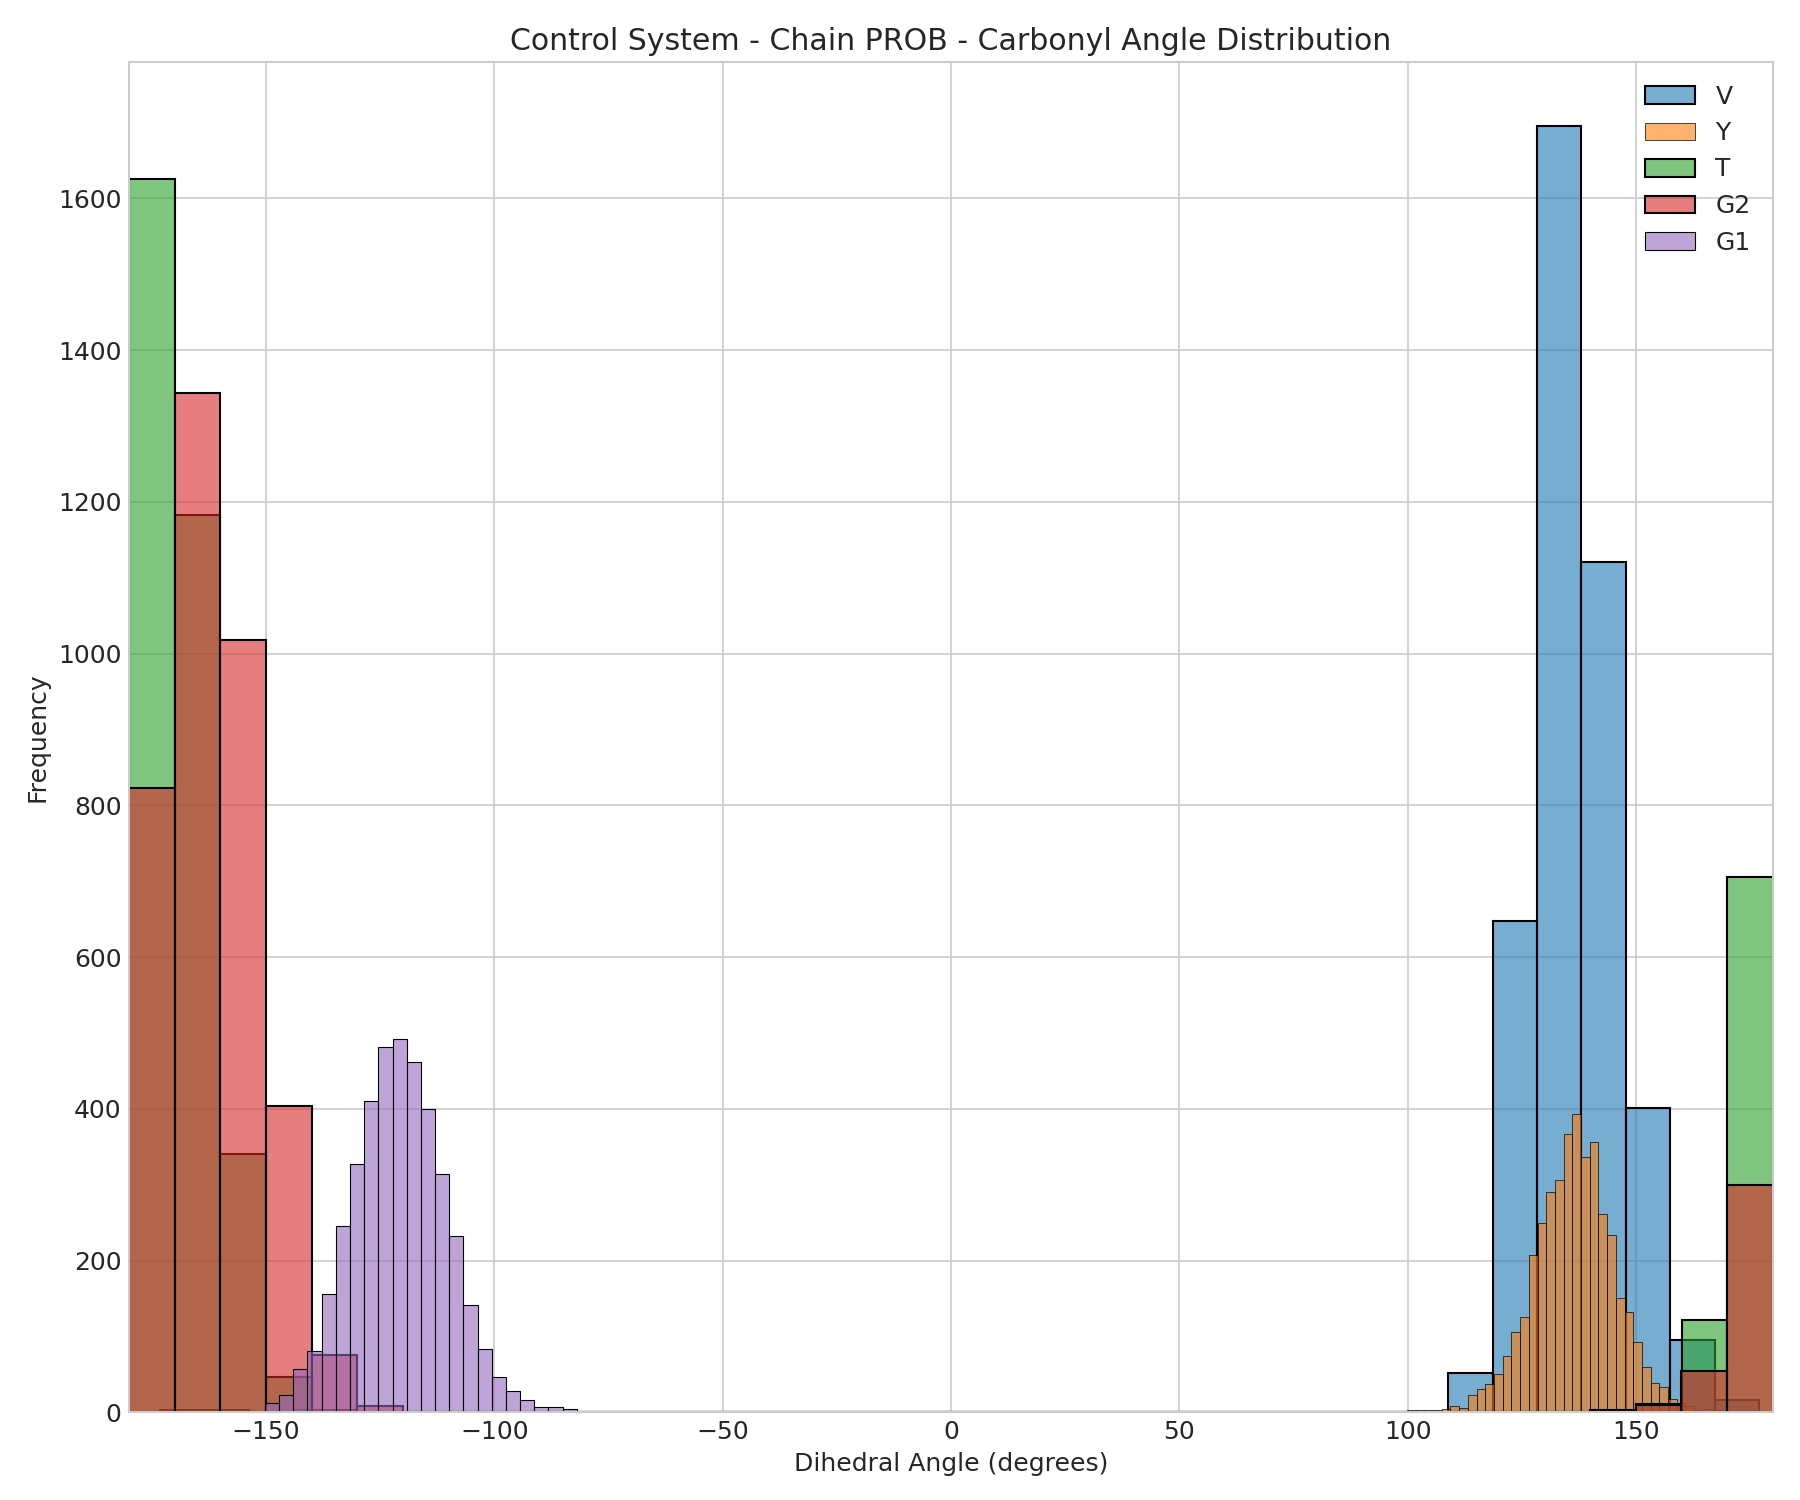 Control System - Chain PROB - Carbonyl Angle Distribution
V
Y
T
G2
G1
1600
1400
1200
1000
800
600
400
200
0
Frequency
−150
−100
−50
0
50
100
150
Dihedral Angle (degrees)